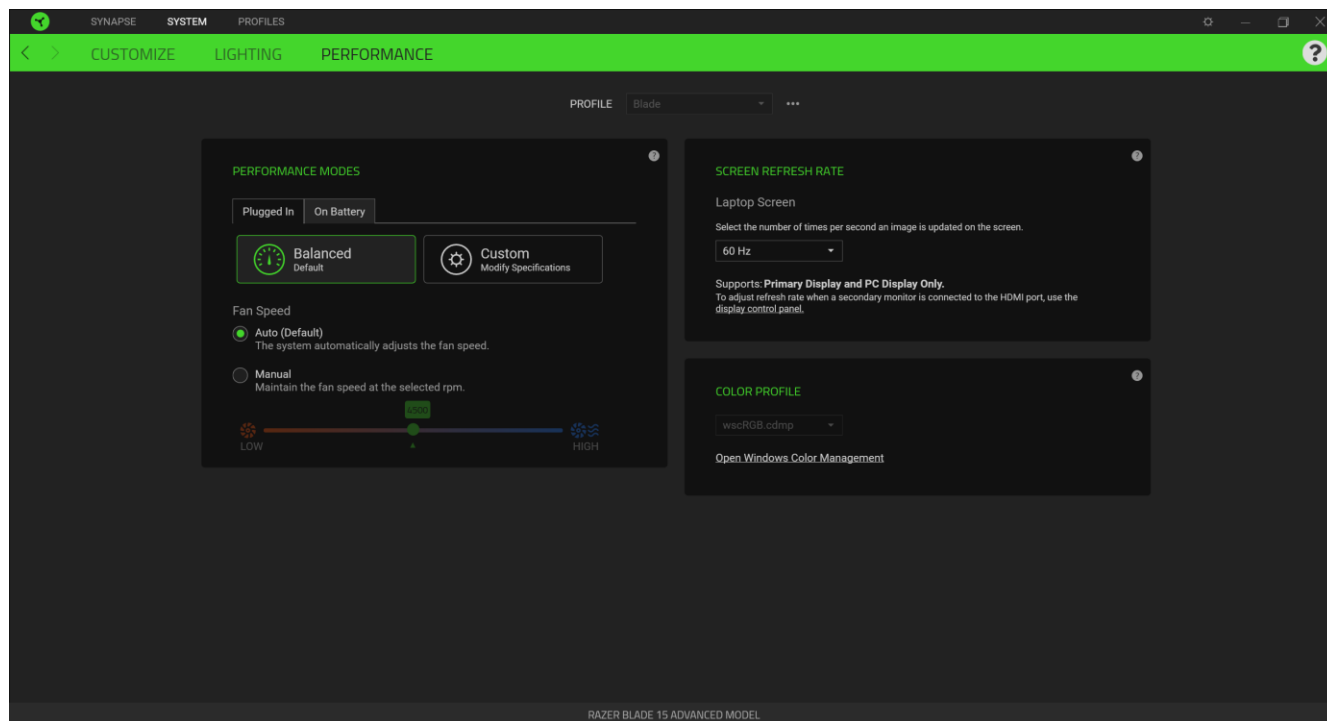 SYNAPSE SYSTEM PROFILES
CUSTOMIZE LIGHTING PERFORMANCE
?
PROFILE Blade
PERFORMANCE MODES
Plugged In On Battery
Balanced
Default
Custom
Modify Specifications
Fan Speed
Auto (Default)
The system automatically adjusts the fan speed.
Manual
Maintain the fan speed at the selected rpm.
4500
LOW HIGH
SCREEN REFRESH RATE
Laptop Screen
Select the number of times per second an image is updated on the screen.
60 Hz
Supports: Primary Display and PC Display Only.
To adjust refresh rate when a secondary monitor is connected to the HDMI port, use the
display control panel.
COLOR PROFILE
wscRGB.cdmp
Open Windows Color Management
RAZER BLADE 15 ADVANCED MODEL